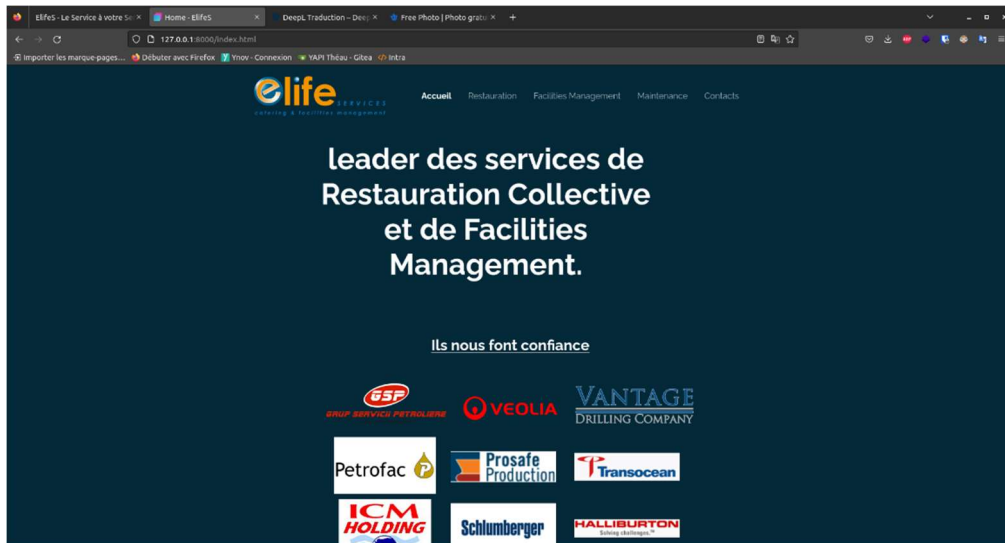 ElifeS - Le Service à votre Se
Home - ElifeS
DeepL Traduction – Deep
Free Photo | Photo gratu
127.0.0.1:8000/index.html
Importer les marque-pages...
Débuter avec Firefox
Ynov - Connexion
YAPI Théau - Gitea
Intra
elife SERVICES
catering & facilities management
Accueil
Restauration
Facilities Management
Maintenance
Contacts
leader des services de
Restauration Collective
et de Facilities
Management.
Ils nous font confiance
GSP
GRUP SERVICII PETROLIERE
VEOLIA
VANTAGE
DRILLING COMPANY
Petrofac
Prosafe
Production
Transocean
ICM
HOLDING
Schlumberger
HALLIBURTON
Solving challenges.™